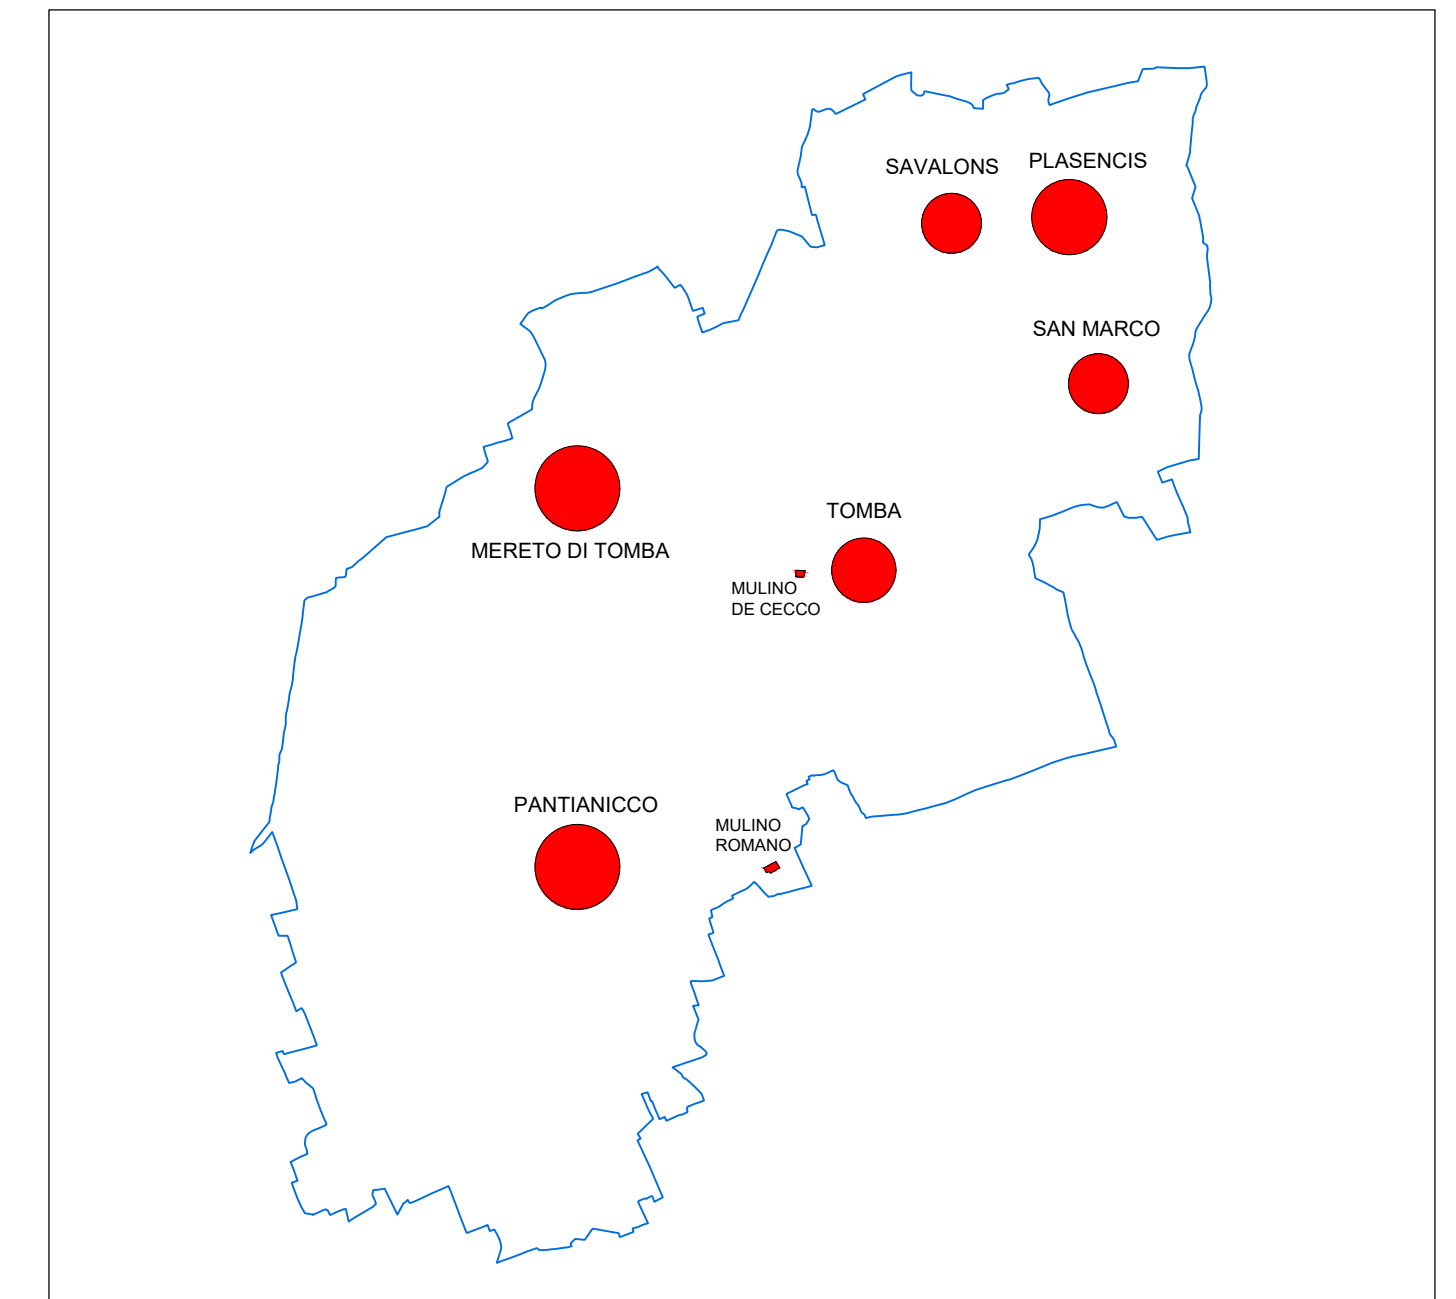 SAVALONS
PLASENCIS
SAN MARCO
TOMBA
MERETO DI TOMBA
MULINO
DE CECCO
PANTIANICCO
MULINO
ROMANO